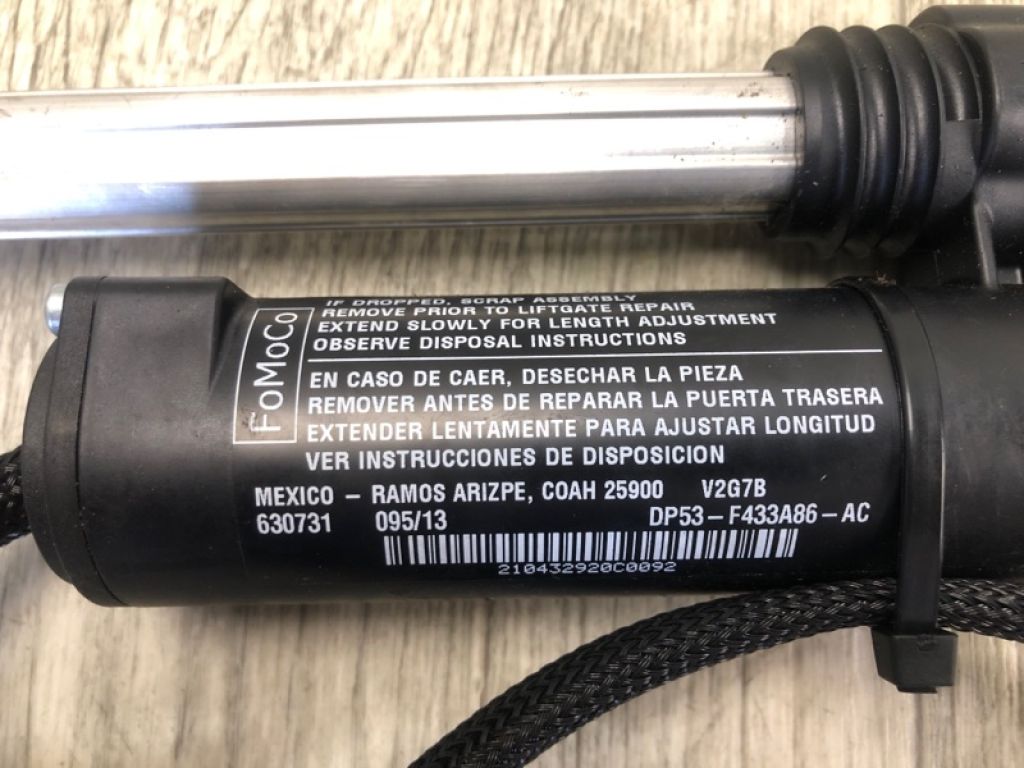 IF DROPPED, SCRAP ASSEMBLY
REMOVE PRIOR TO LIFTGATE REPAIR
EXTEND SLOWLY FOR LENGTH ADJUSTMENT
OBSERVE DISPOSAL INSTRUCTIONS
FoMoCo
EN CASO DE CAER, DESECHAR LA PIEZA
REMOVER ANTES DE REPARAR LA PUERTA TRASERA
EXTENDER LENTAMENTE PARA AJUSTAR LONGITUD
VER INSTRUCCIONES DE DISPOSICION
MEXICO - RAMOS ARIZPE, COAH 25900 V2G7B
630731 095/13 DP53-F433A86-AC
210432920C0092